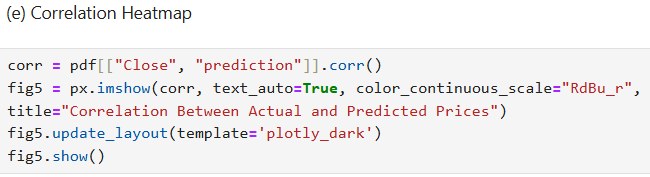 (e) Correlation Heatmap
corr = pdf[["Close", "prediction"]].corr()
fig5 = px.imshow(corr, text_auto=True, color_continuous_scale="RdBu_r",
title="Correlation Between Actual and Predicted Prices")
fig5.update_layout(template='plotly_dark')
fig5.show()